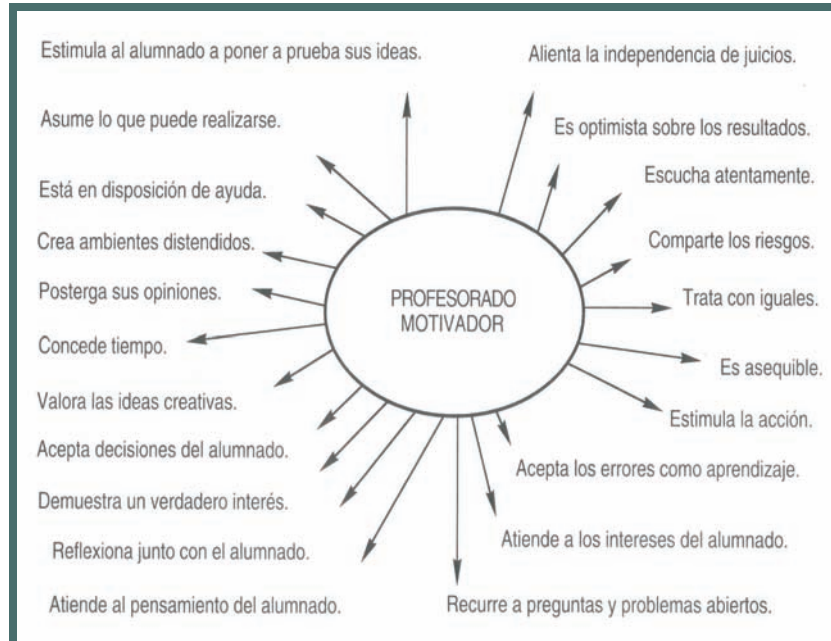 Estimula al alumnado a poner a prueba sus ideas.
Alienta la independencia de juicios.
Asume lo que puede realizarse.
Es optimista sobre los resultados.
Escucha atentamente.
Está en disposición de ayuda.
Crea ambientes distendidos.
Comparte los riesgos.
Posterga sus opiniones.
PROFESORADO
MOTIVADOR
Trata con iguales.
Concede tiempo.
Es asequible.
Valora las ideas creativas.
Estimula la acción.
Acepta decisiones del alumnado.
Acepta los errores como aprendizaje.
Demuestra un verdadero interés.
Atiende a los intereses del alumnado.
Reflexiona junto con el alumnado.
Atiende al pensamiento del alumnado.
Recurre a preguntas y problemas abiertos.